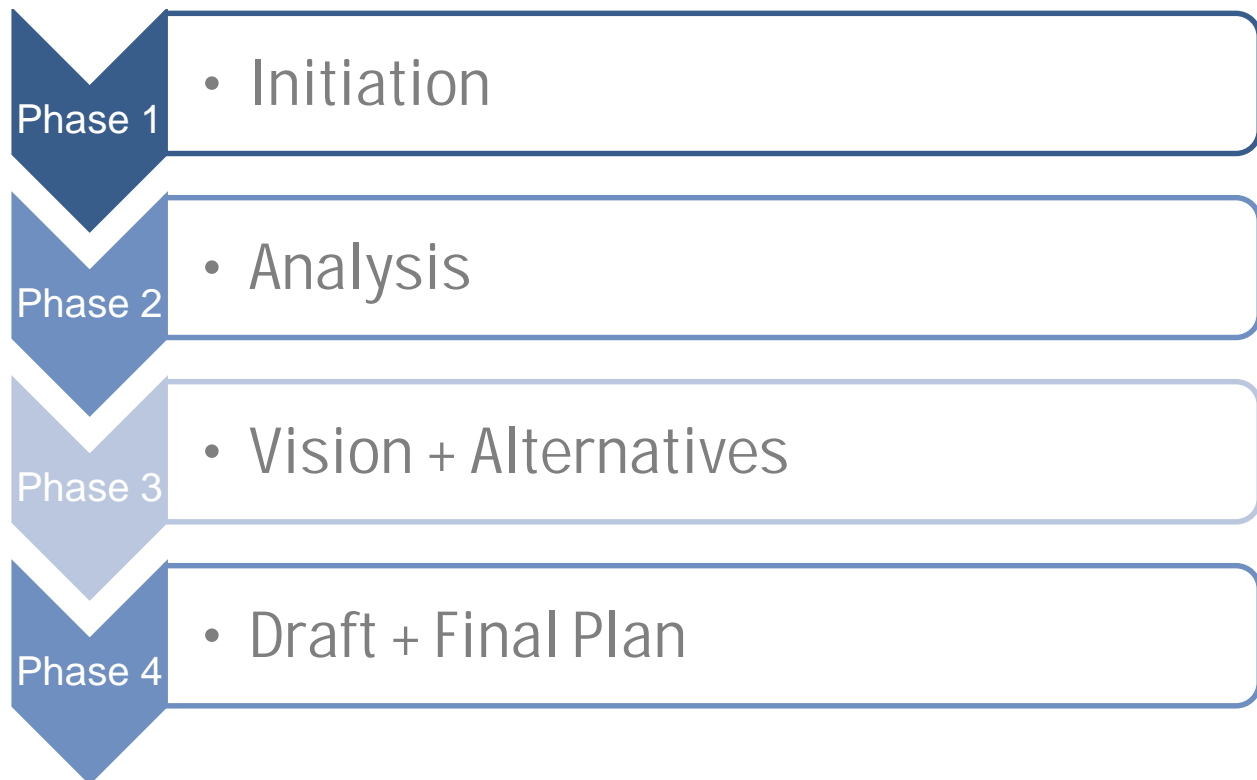 Phase 1
• Initiation
Phase 2
• Analysis
Phase 3
• Vision + Alternatives
Phase 4
• Draft + Final Plan